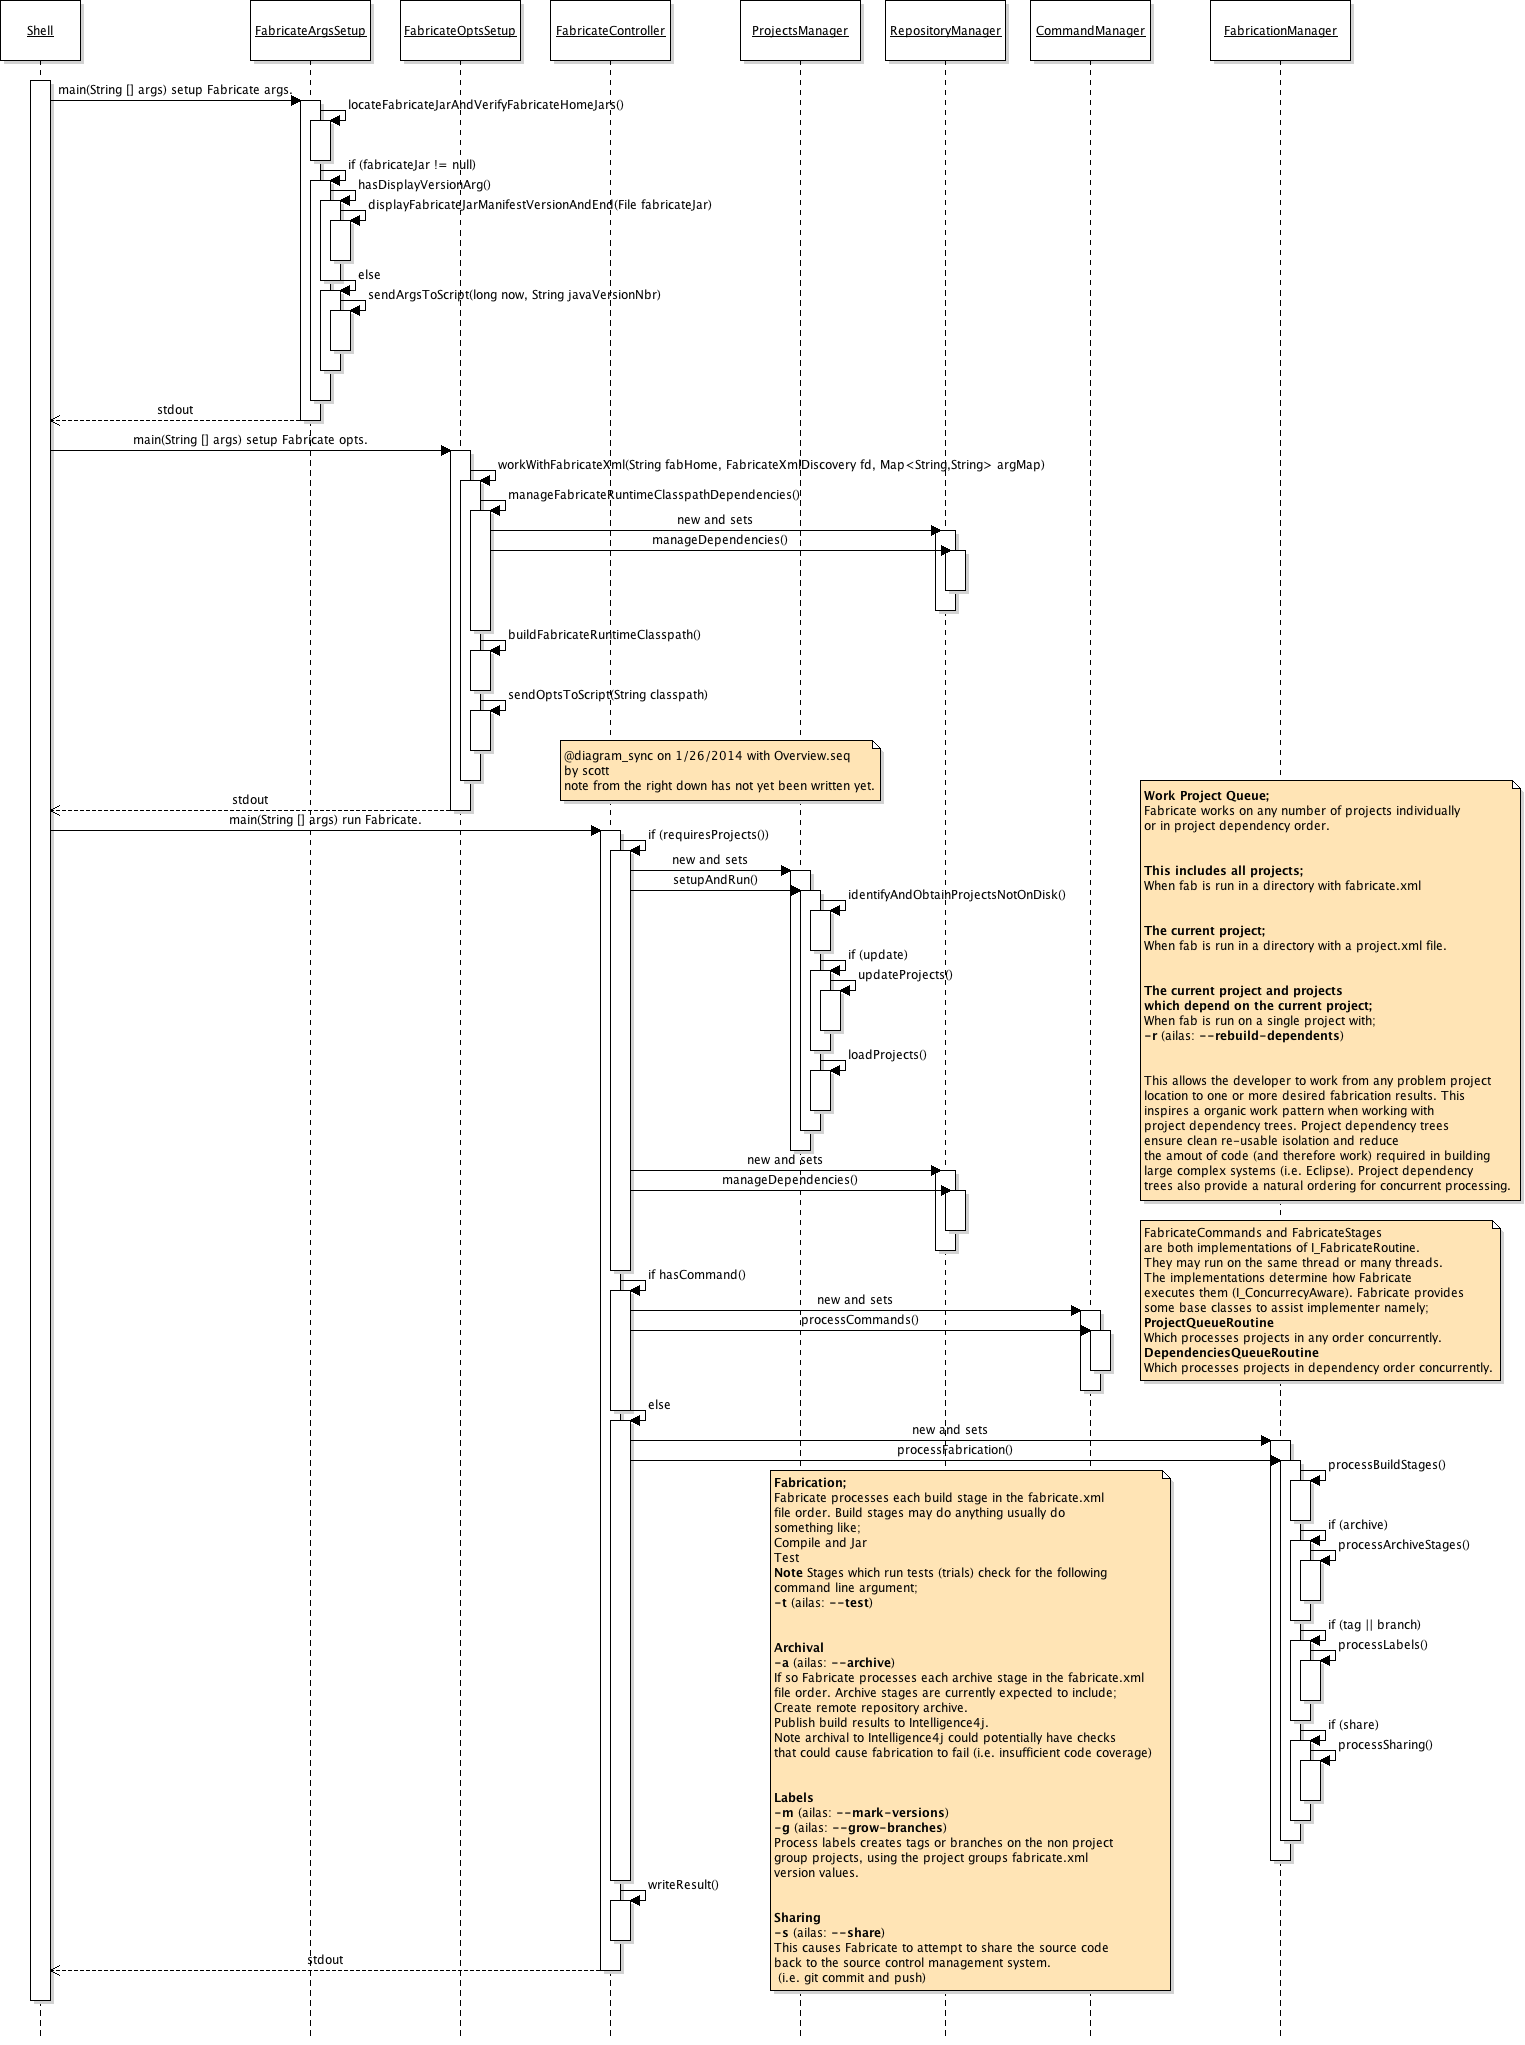 Shell
FabricateArgsSetup
FabricateOptsSetup
FabricateController
ProjectsManager
RepositoryManager
CommandManager
FabricationManager
main(String [] args) setup Fabricate args.
locateFabricateJarAndVerifyFabricateHomeJars()
if (fabricateJar != null)
hasDisplayVersionArg()
displayFabricateJarManifestVersionAndEnd(File fabricateJar)
else
sendArgsToScript(long now, String javaVersionNbr)
stdout
main(String [] args) setup Fabricate opts.
workWithFabricateXml(String fabHome, FabricateXmlDiscovery fd, Map<String,String> argMap)
manageFabricateRuntimeClasspathDependencies()
new and sets
manageDependencies()
buildFabricateRuntimeClasspath()
sendOptsToScript(String classpath)
@diagram_sync on 1/26/2014 with Overview.seq
by scott
note from the right down has not yet been written yet.
stdout
main(String [] args) run Fabricate.
if (requiresProjects())
new and sets
setupAndRun()
identifyAndObtainProjectsNotOnDisk()
if (update)
updateProjects()
loadProjects()
new and sets
manageDependencies()
Work Project Queue;
Fabricate works on any number of projects individually
or in project dependency order.
This includes all projects;
When fab is run in a directory with fabricate.xml
The current project;
When fab is run in a directory with a project.xml file.
The current project and projects
which depend on the current project;
When fab is run on a single project with;
-r (ailas: --rebuild-dependents)
This allows the developer to work from any problem project
location to one or more desired fabrication results. This
inspires a organic work pattern when working with
project dependency trees. Project dependency trees
ensure clean re-usable isolation and reduce
the amout of code (and therefore work) required in building
large complex systems (i.e. Eclipse). Project dependency
trees also provide a natural ordering for concurrent processing.
FabricateCommands and FabricateStages
are both implementations of I_FabricateRoutine.
They may run on the same thread or many threads.
The implementations determine how Fabricate
executes them (I_ConcurrecyAware). Fabricate provides
some base classes to assist implementer namely;
ProjectQueueRoutine
Which processes projects in any order concurrently.
DependenciesQueueRoutine
Which processes projects in dependency order concurrently.
if hasCommand()
new and sets
processCommands()
else
new and sets
processFabrication()
processBuildStages()
if (archive)
processArchiveStages()
if (tag || branch)
processLabels()
if (share)
processSharing()
Fabrication;
Fabricate processes each build stage in the fabricate.xml
file order. Build stages may do anything usually do
something like;
Compile and Jar
Test
Note Stages which run tests (trials) check for the following
command line argument;
-t (ailas: --test)
Archival
-a (ailas: --archive)
If so Fabricate processes each archive stage in the fabricate.xml
file order. Archive stages are currently expected to include;
Create remote repository archive.
Publish build results to Intelligence4j.
Note archival to Intelligence4j could potentially have checks
that could cause fabrication to fail (i.e. insufficient code coverage)
Labels
-m (ailas: --mark-versions)
-g (ailas: --grow-branches)
Process labels creates tags or branches on the non project
group projects, using the project groups fabricate.xml
version values.
Sharing
-s (ailas: --share)
This causes Fabricate to attempt to share the source code
back to the source control management system.
(i.e. git commit and push)
writeResult()
stdout